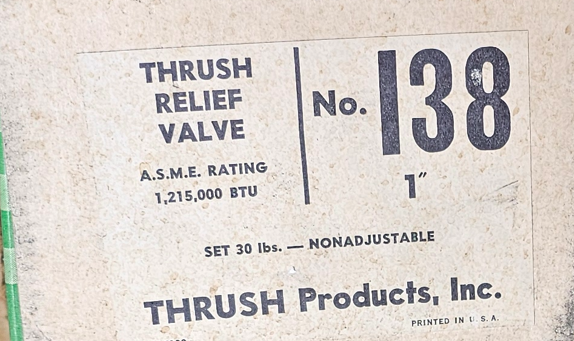 THRUSH
RELIEF
VALVE
A.S.M.E. RATING
1,215,000 BTU
No. 138
1"
SET 30 lbs. — NONADJUSTABLE
THRUSH Products, Inc.
PRINTED IN U.S.A.